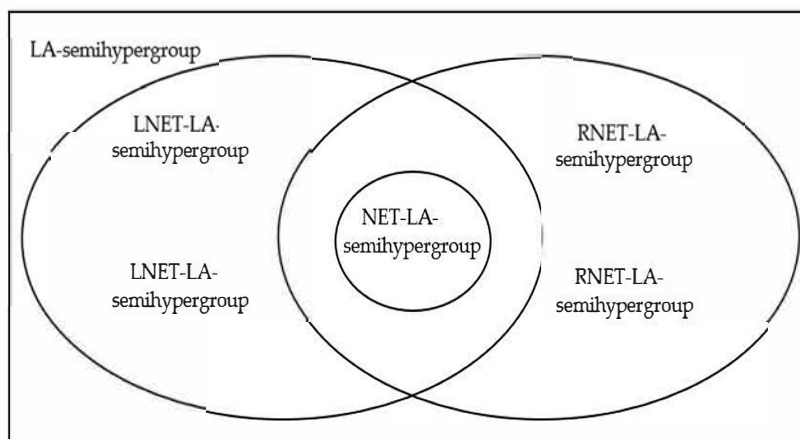 LA-semihypergroup
LNET-LA-
semihypergroup
RNET-LA-
semihypergroup
NET-LA-
semihypergroup
LNET-LA-
semihypergroup
RNET-LA-
semihypergroup